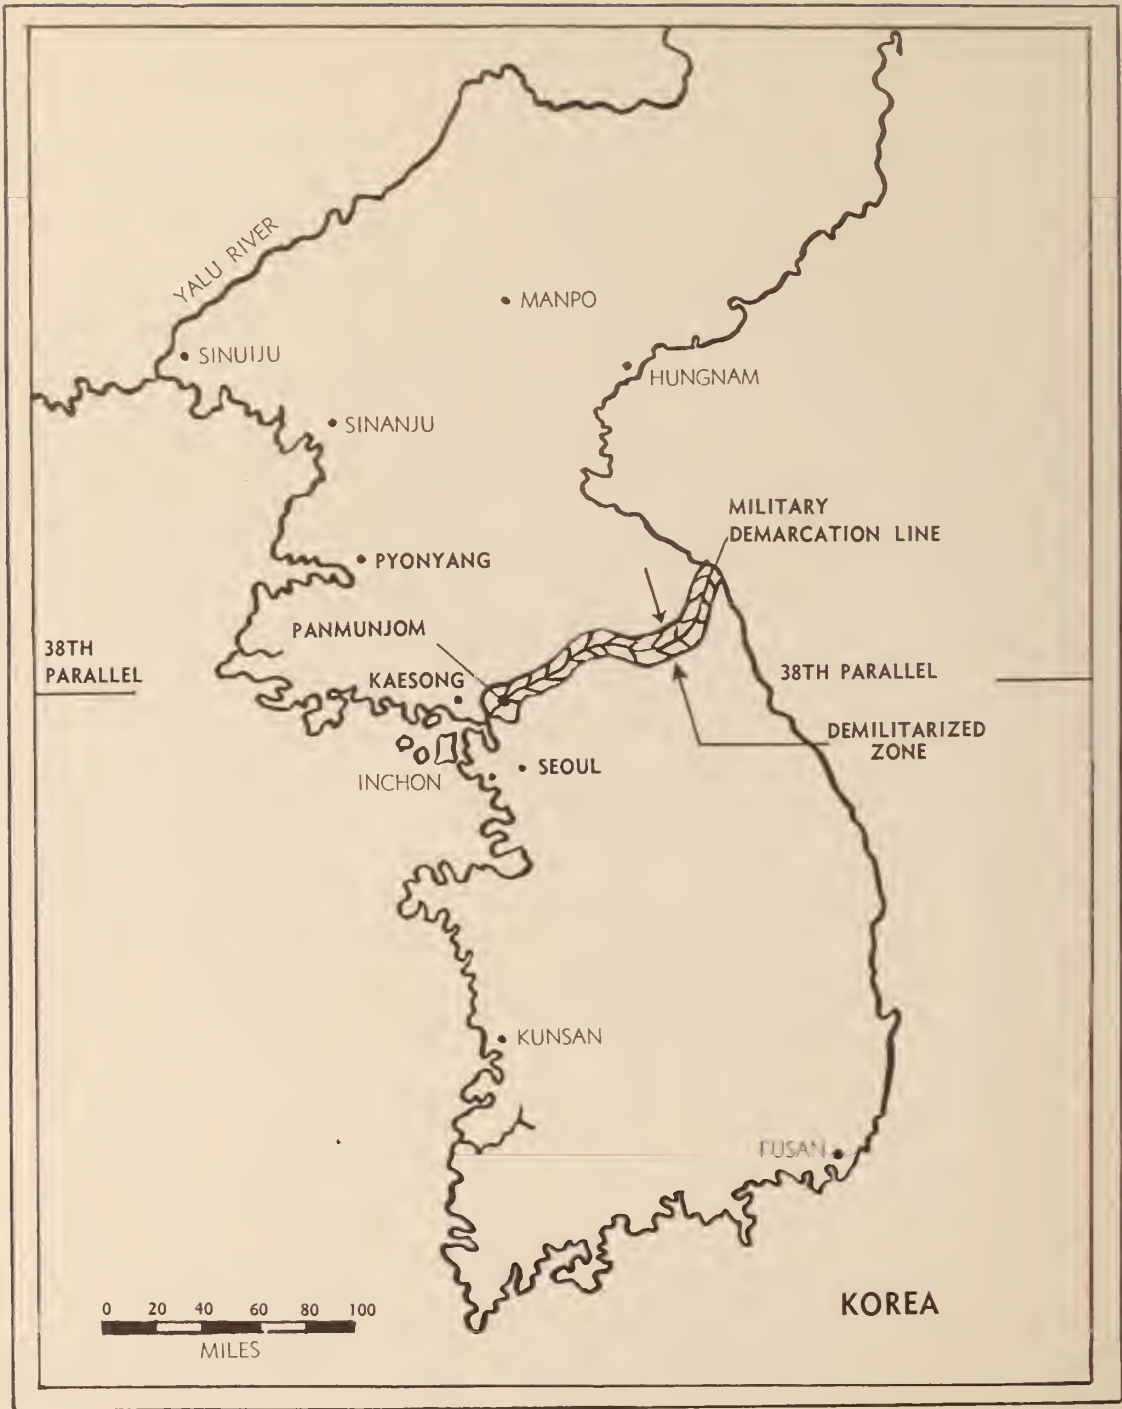 YALU RIVER
MANPO
SINUIJU
HUNGNAM
SINANJU
MILITARY
DEMARCATION LINE
PYONYANG
PANMUNJOM
38TH
PARALLEL
38TH PARALLEL
KAESONG
DEMILITARIZED
ZONE
SEOUL
INCHON
KUNSAN
PUSAN
KOREA
0 20 40 60 80 100
MILES